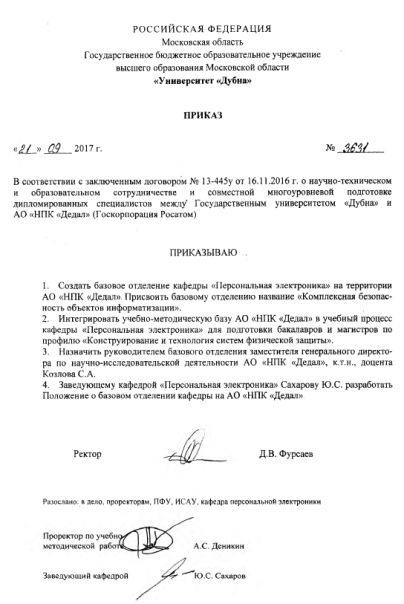 РОССИЙСКАЯ ФЕДЕРАЦИЯ
Московская область
Государственное бюджетное образовательное учреждение
высшего образования Московской области
«Университет «Дубна»
ПРИКАЗ
«21» 09 2017 г. № 3631
В соответствии с заключенным договором № 13-445у от 16.11.2016 г. о научно-техническом
и образовательном сотрудничестве и совместной многоуровневой подготовке
дипломированных специалистов между Государственным университетом «Дубна» и
АО «НПК «Дедал» (Госкорпорация Росатом)
ПРИКАЗЫВАЮ
1. Создать базовое отделение кафедры «Персональная электроника» на территории
АО «НПК «Дедал». Присвоить базовому отделению название «Комплексная безопас-
ность объектов информатизации».
2. Интегрировать учебно-методическую базу АО «НПК «Дедал» в учебный процесс
кафедры «Персональная электроника» для подготовки бакалавров и магистров по
профилю «Конструирование и технология систем физической защиты».
3. Назначить руководителем базового отделения заместителя генерального директо-
ра по научно-исследовательской деятельности АО «НПК «Дедал», к.т.н., доцента
Козлова С.А.
4. Заведующему кафедрой «Персональная электроника» Сахарову Ю.С. разработать
Положение о базовом отделении кафедры на АО «НПК «Дедал»
Ректор Д.В. Фурсаев
Разослано: в дело, проректорам, ПФУ, ИСАУ, кафедра персональной электроники
Проректор по учебно
методической работе А.С. Деникин
Заведующий кафедрой Ю.С. Сахаров